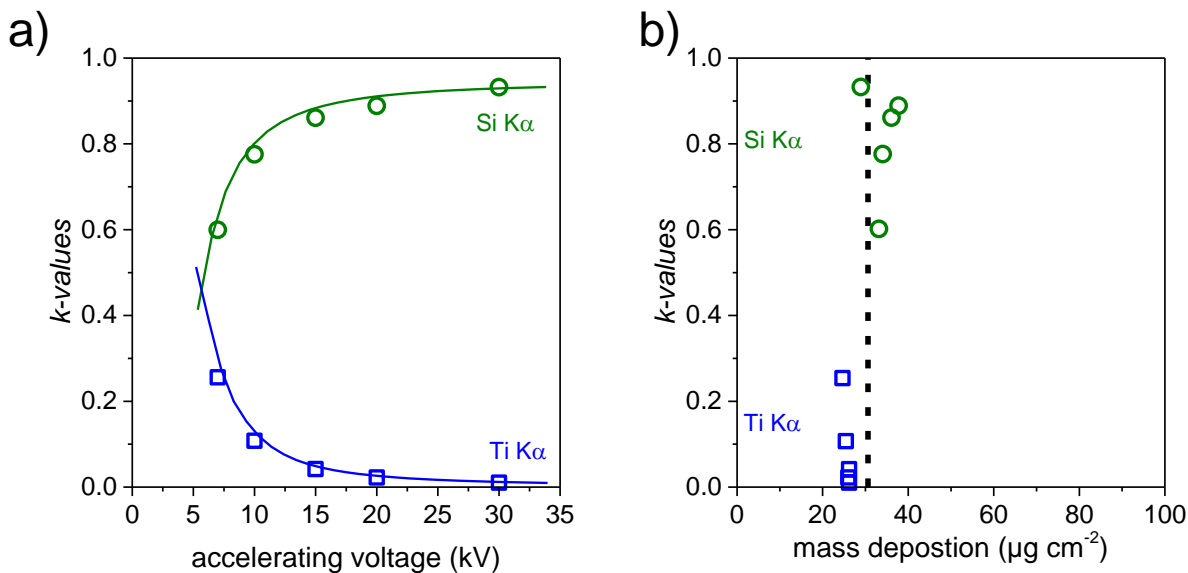 a)
k-values
1.0
0.8
0.6
0.4
0.2
0.0
Si Kα
Ti Kα
0 5 10 15 20 25 30 35
accelerating voltage (kV)
b)
k-values
1.0
0.8
0.6
0.4
0.2
0.0
Si Kα
Ti Kα
0 20 40 60 80 100
mass depostion (µg cm⁻²)